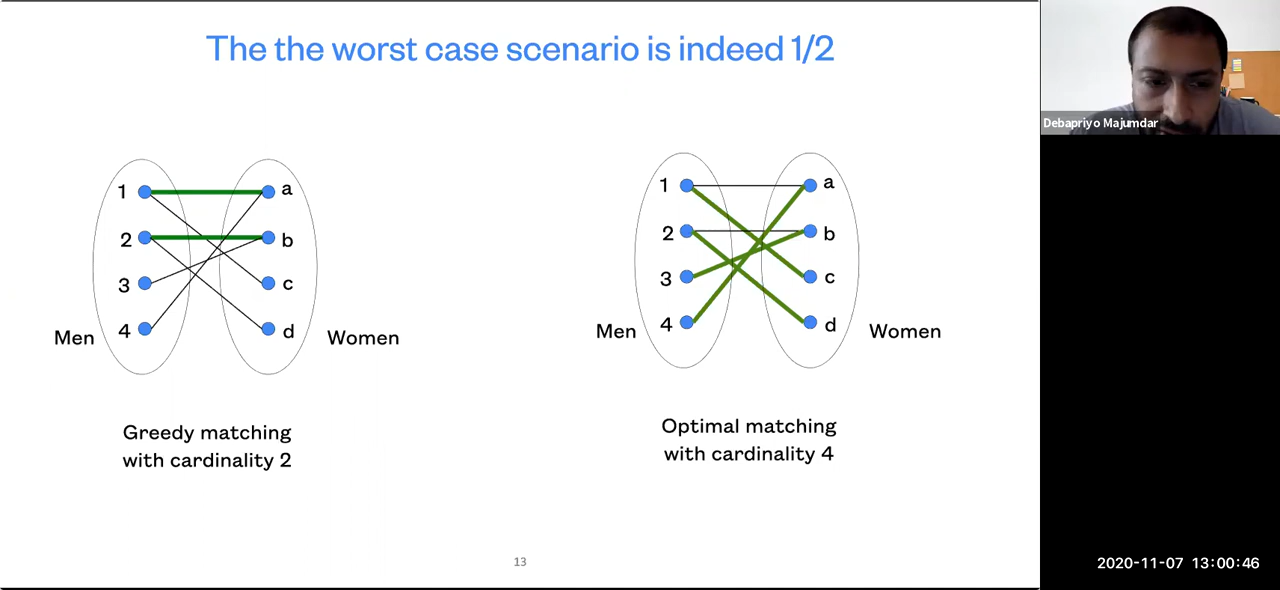 The the worst case scenario is indeed 1/2
Debapriyo Majumdar
1
a
2
b
3
c
4
d
Men
Women
Greedy matching
with cardinality 2
1
a
2
b
3
c
4
d
Men
Women
Optimal matching
with cardinality 4
13
2020-11-07 13:00:46